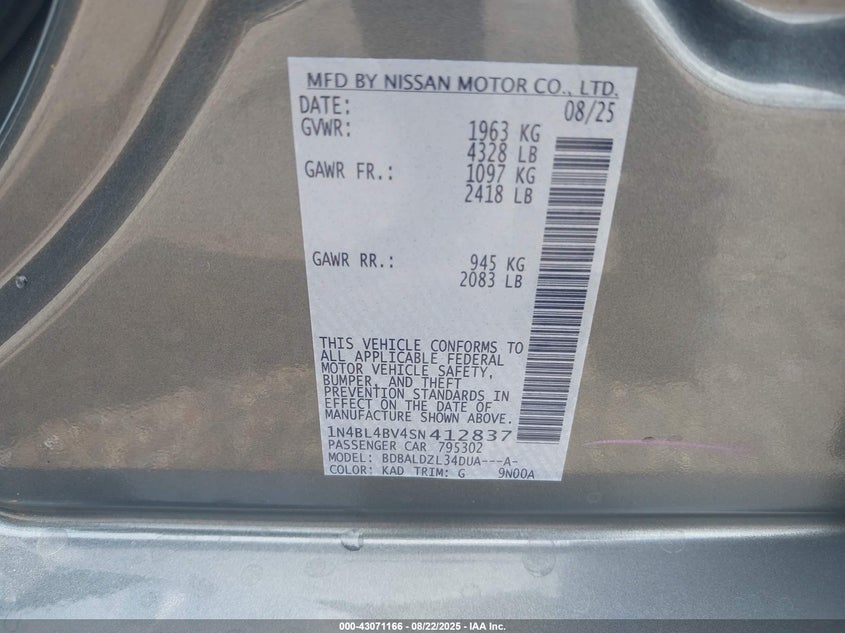 MFD BY NISSAN MOTOR CO., LTD.
DATE: 08/25
GVWR: 1963 KG
4328 LB
GAWR FR.: 1097 KG
2418 LB
GAWR RR.: 945 KG
2083 LB
THIS VEHICLE CONFORMS TO
ALL APPLICABLE FEDERAL
MOTOR VEHICLE SAFETY,
BUMPER, AND THEFT
PREVENTION STANDARDS IN
EFFECT ON THE DATE OF
MANUFACTURE SHOWN ABOVE.
1N4BL4BV4SN412837
PASSENGER CAR 795302
MODEL: BDBALDZL34DUA---A-
COLOR: KAD TRIM: G 9N00A
000-43071166 - 08/22/2025 - IAA Inc.